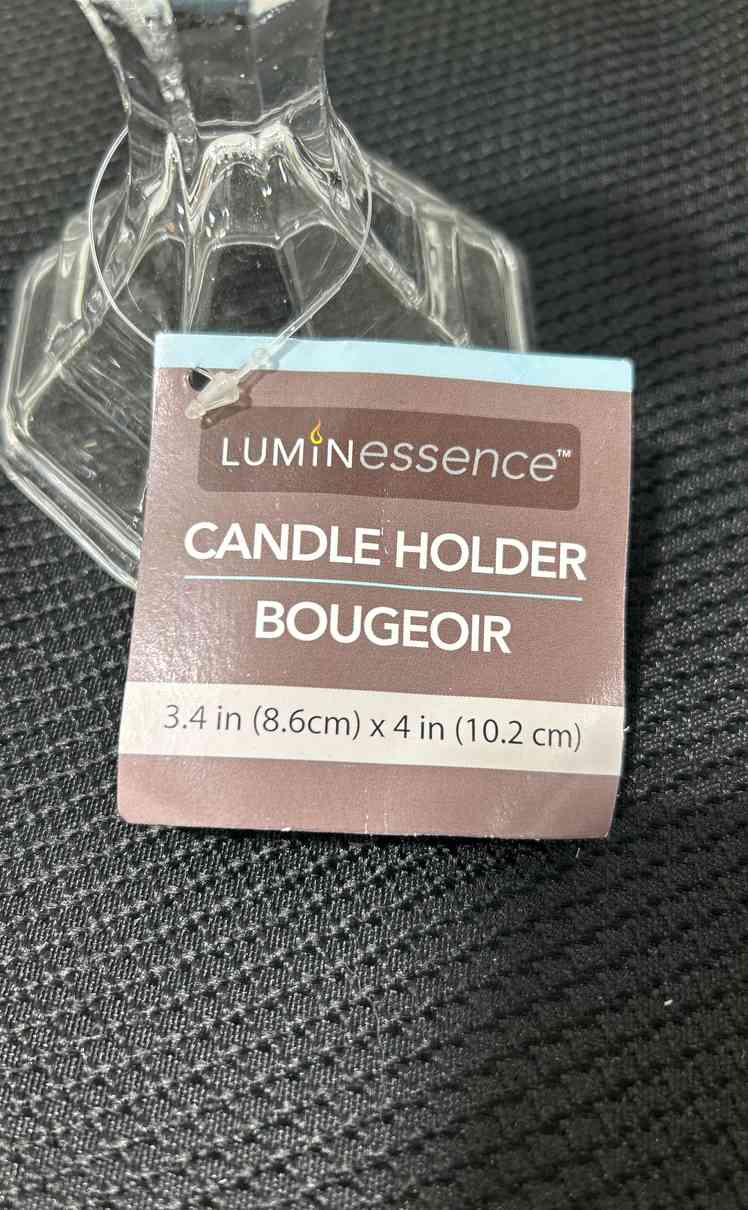 LUMiNessence™
CANDLE HOLDER
BOUGEOIR
3.4 in (8.6cm) x 4 in (10.2 cm)